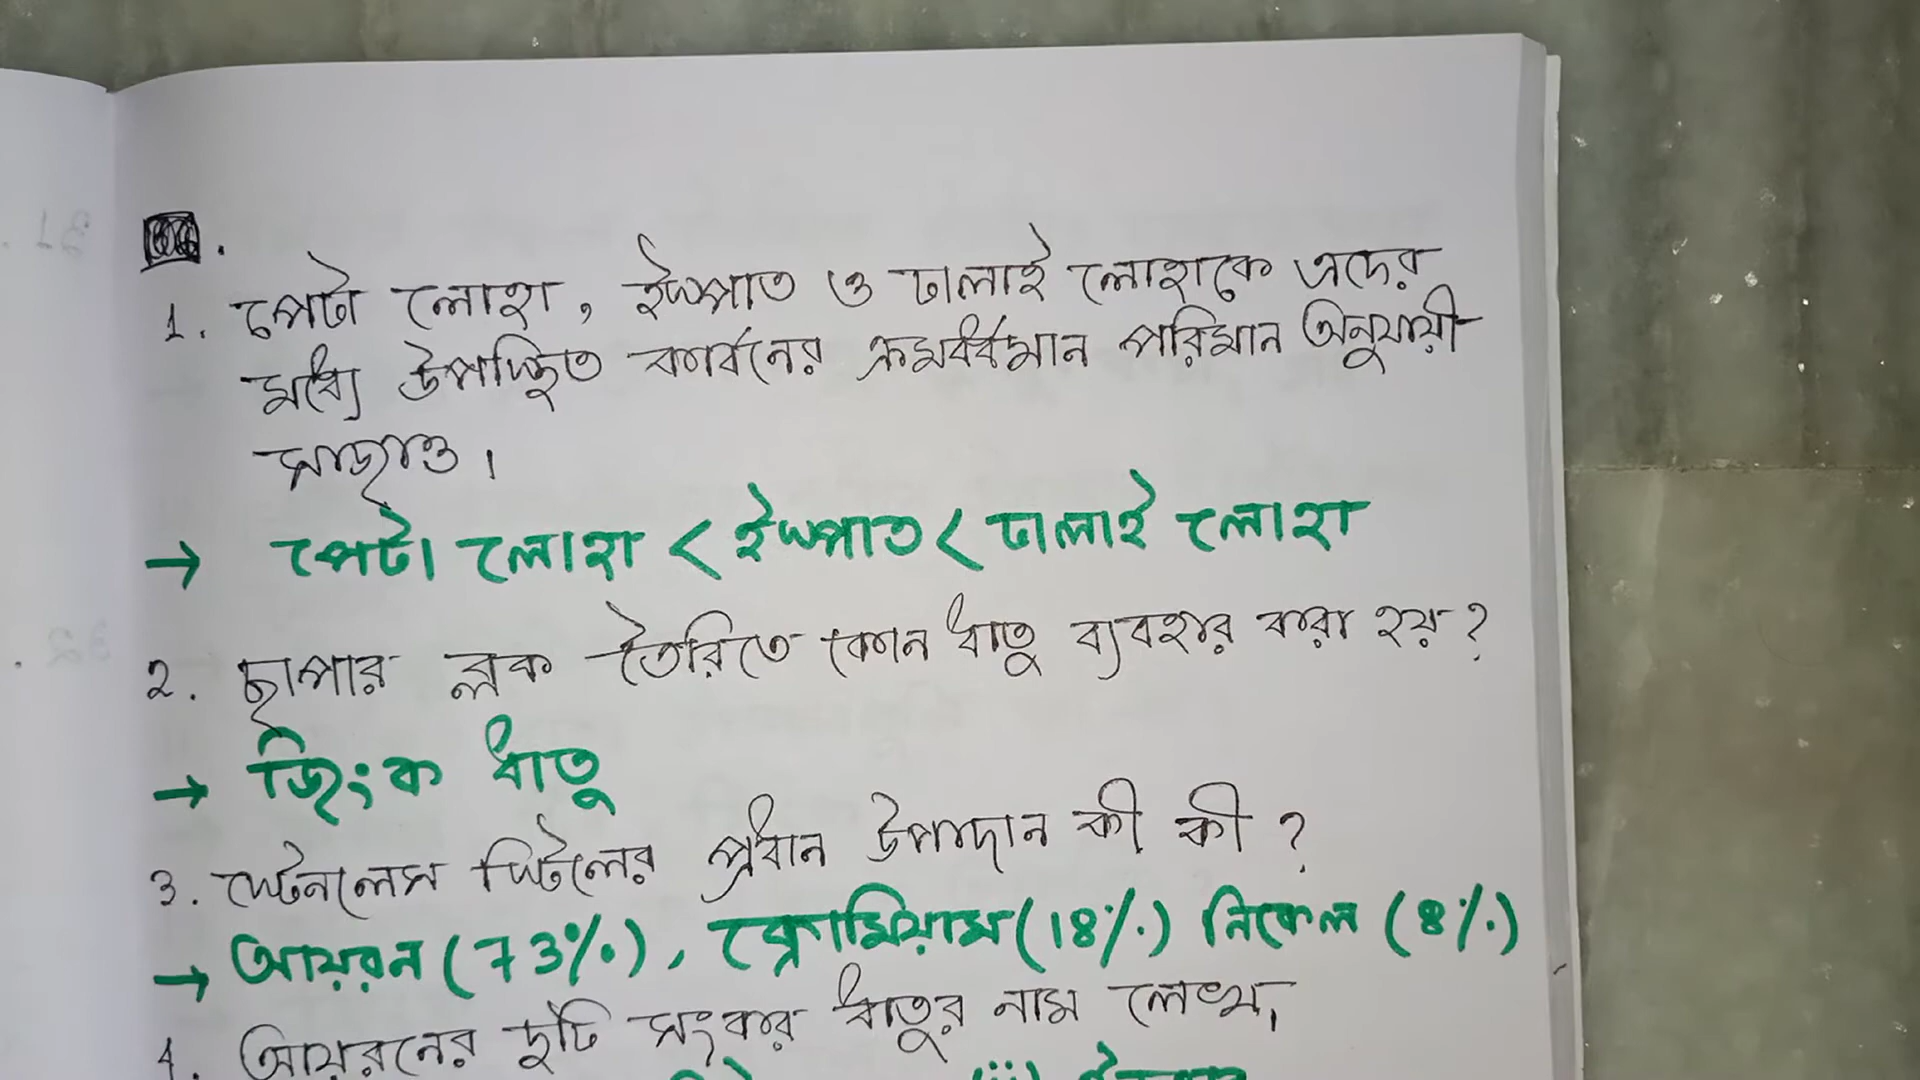 1. পেটা লোহা, ইস্পাত ও ঢালাই লোহাকে এদের
মধ্যে উপস্থিত কার্বনের ক্রমবর্ধমান পরিমান অনুযায়ী
সাজাও।
→ পেটা লোহা < ইস্পাত < ঢালাই লোহা
2. ছাপার ব্লক তৈরিতে কোন ধাতু ব্যবহার করা হয়?
→ জিংক ধাতু
3. স্টেনলেস স্টিলের প্রধান উপাদান কী কী?
→ আয়রন (73%), ক্রোমিয়াম (18%) নিকেল (8%)
4. আয়রনের দুটি সংকর ধাতুর নাম লেখ।